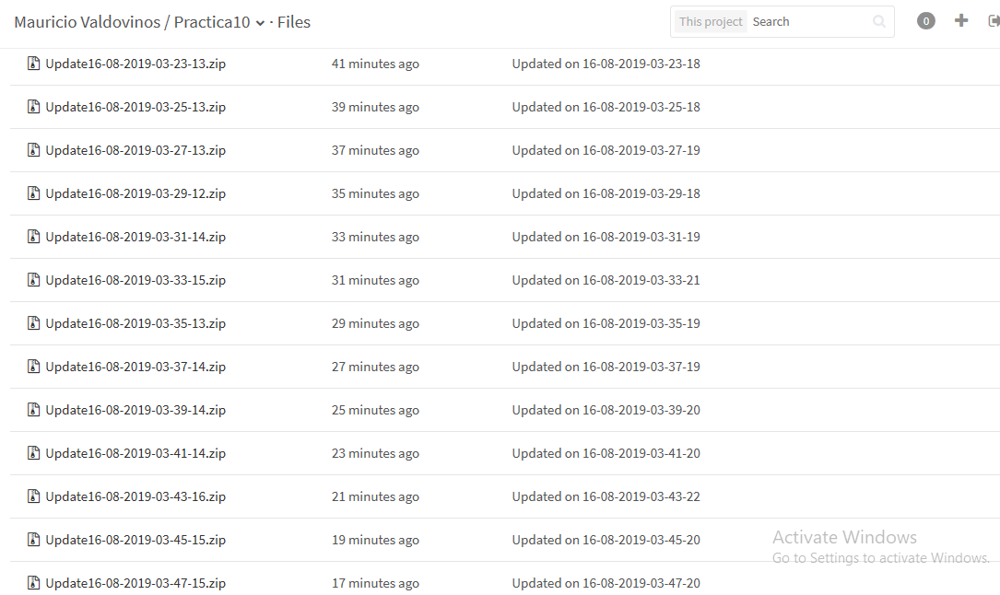 Mauricio Valdovinos / Practica10 · Files This project Search 0
Update16-08-2019-03-23-13.zip 41 minutes ago Updated on 16-08-2019-03-23-18
Update16-08-2019-03-25-13.zip 39 minutes ago Updated on 16-08-2019-03-25-18
Update16-08-2019-03-27-13.zip 37 minutes ago Updated on 16-08-2019-03-27-19
Update16-08-2019-03-29-12.zip 35 minutes ago Updated on 16-08-2019-03-29-18
Update16-08-2019-03-31-14.zip 33 minutes ago Updated on 16-08-2019-03-31-19
Update16-08-2019-03-33-15.zip 31 minutes ago Updated on 16-08-2019-03-33-21
Update16-08-2019-03-35-13.zip 29 minutes ago Updated on 16-08-2019-03-35-19
Update16-08-2019-03-37-14.zip 27 minutes ago Updated on 16-08-2019-03-37-19
Update16-08-2019-03-39-14.zip 25 minutes ago Updated on 16-08-2019-03-39-20
Update16-08-2019-03-41-14.zip 23 minutes ago Updated on 16-08-2019-03-41-20
Update16-08-2019-03-43-16.zip 21 minutes ago Updated on 16-08-2019-03-43-22
Update16-08-2019-03-45-15.zip 19 minutes ago Updated on 16-08-2019-03-45-20
Activate Windows
Go to Settings to activate Windows.
Update16-08-2019-03-47-15.zip 17 minutes ago Updated on 16-08-2019-03-47-20